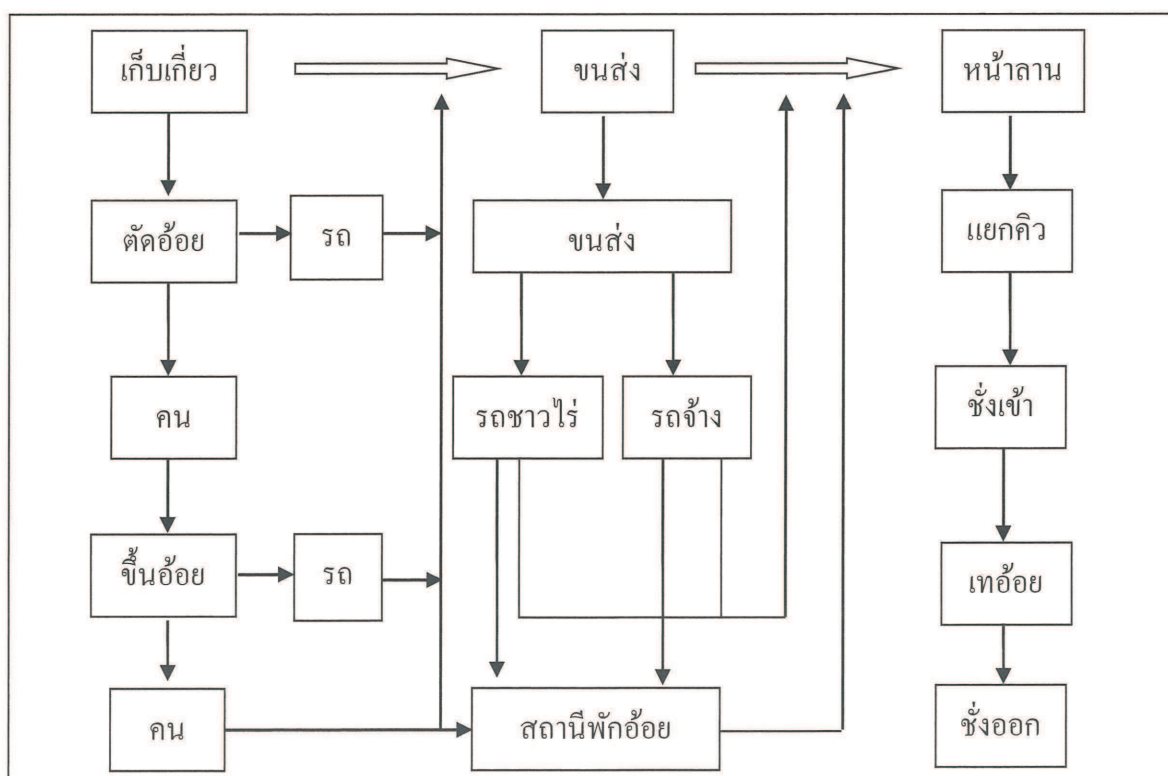 เก็บเกี่ยว
ขนส่ง
หน้าลาน
ตัดอ้อย
รถ
ขนส่ง
แยกคิว
คน
รถชาวไร่
รถจ้าง
ชั่งเข้า
ขึ้นอ้อย
รถ
เทอ้อย
คน
สถานีพักอ้อย
ชั่งออก